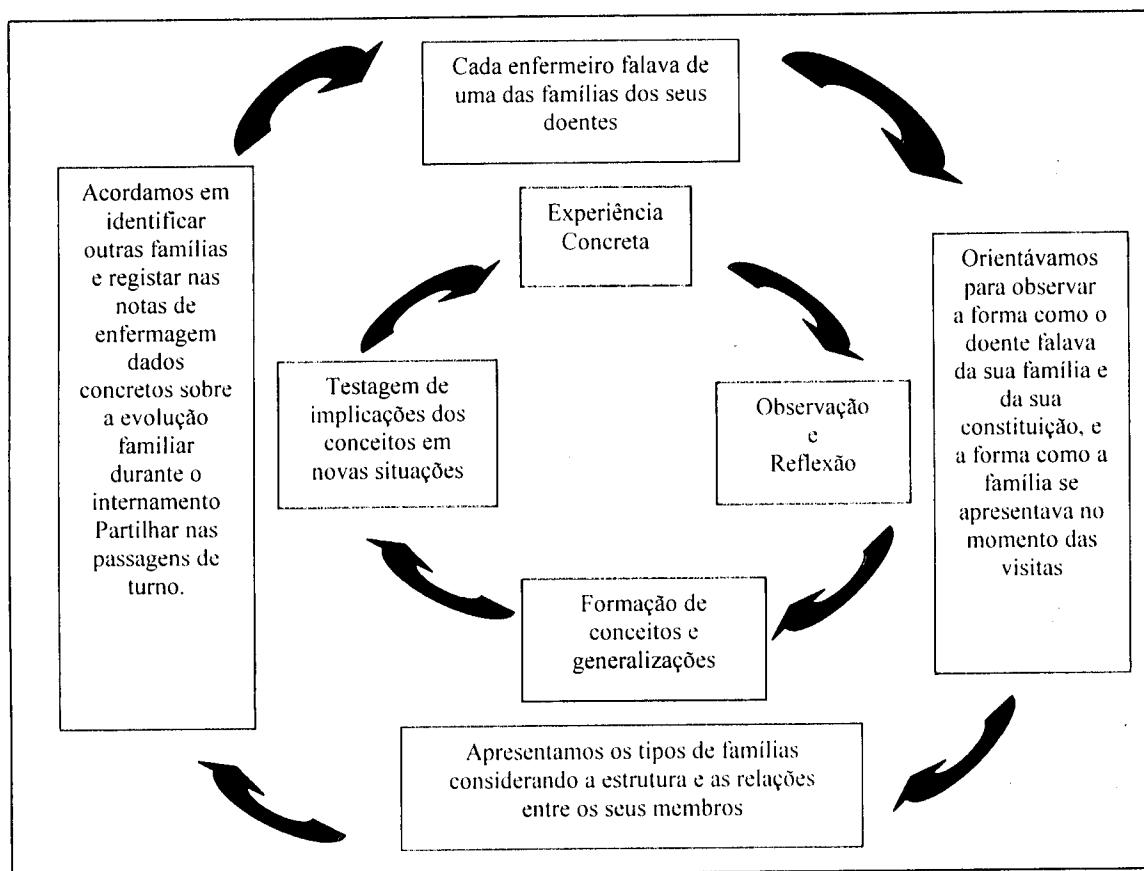 Cada enfermeiro falava de
uma das famílias dos seus
doentes
Experiência
Concreta
Acordamos em
identificar
outras famílias
e registar nas
notas de
enfermagem
dados
concretos sobre
a evolução
familiar
durante o
internamento
Partilhar nas
passagens de
turno.
Testagem de
implicações dos
conceitos em
novas situações
Observação
e
Reflexão
Orientávamos
para observar
a forma como o
doente falava
da sua família e
da sua
constituição, e
a forma como a
família se
apresentava no
momento das
visitas
Formação de
conceitos e
generalizações
Apresentamos os tipos de famílias
considerando a estrutura e as relações
entre os seus membros